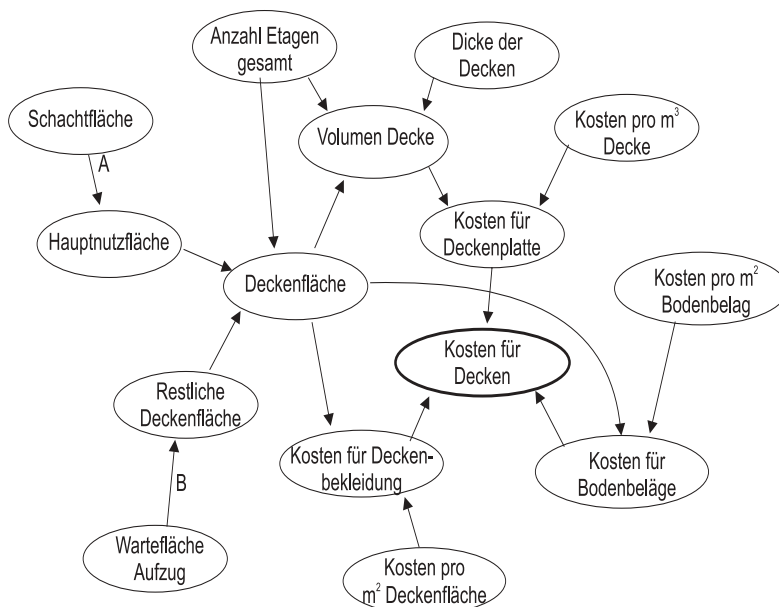 Anzahl Etagen
gesamt
Dicke der
Decken
Schachtfläche
Volumen Decke
Kosten pro m³
Decke
A
Hauptnutzfläche
Kosten für
Deckenplatte
Deckenfläche
Kosten pro m²
Bodenbelag
Kosten für
Decken
Restliche
Deckenfläche
Kosten für Decken-
bekleidung
Kosten für
Bodenbeläge
B
Wartefläche
Aufzug
Kosten pro
m² Deckenfläche